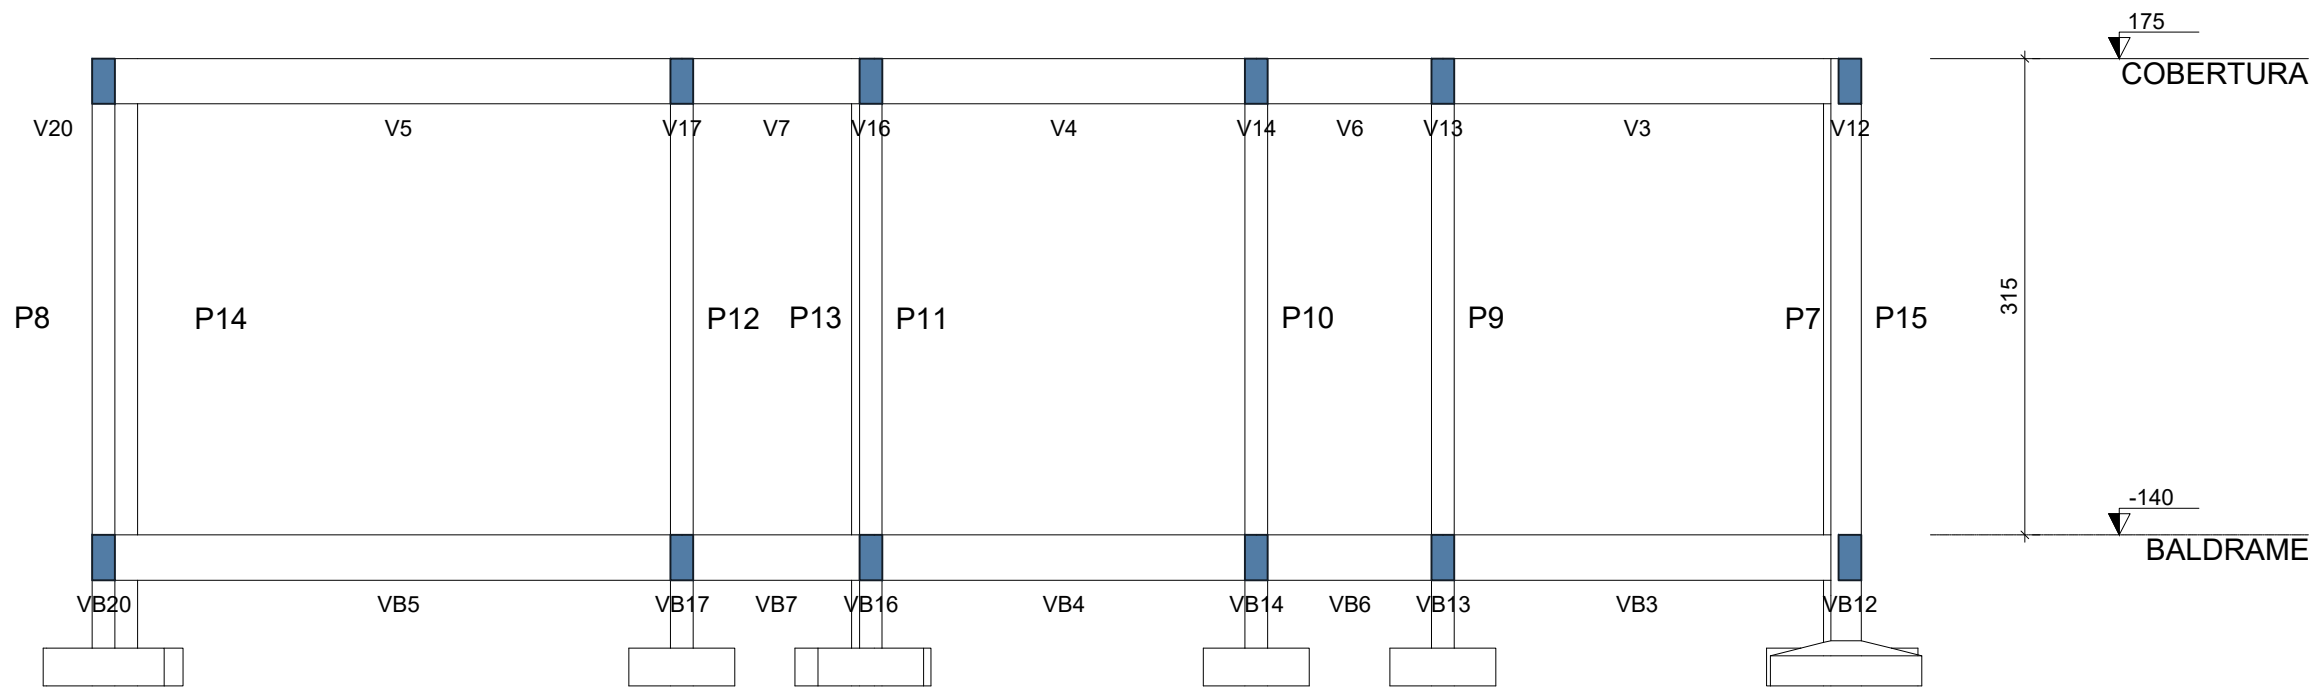 175
COBERTURA
V20 V5 V17 V7 V16 V4 V14 V6 V13 V3 V12
315
P8 P14 P12 P13 P11 P10 P9 P7 P15
-140
BALDRAME
VB20 VB5 VB17 VB7 VB16 VB4 VB14 VB6 VB13 VB3 VB12